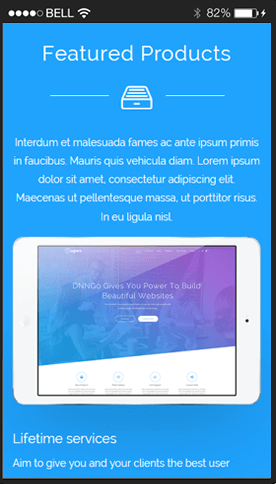 BELL 82%
Featured Products
Interdum et malesuada fames ac ante ipsum primis
in faucibus. Mauris quis vehicula diam. Lorem ipsum
dolor sit amet, consectetur adipiscing elit.
Maecenas ut pellentesque massa, ut porttitor risus.
In eu ligula nisl.
DNNGo Gives You Power To Build
Beautiful Websites
Lifetime services
Aim to give you and your clients the best user